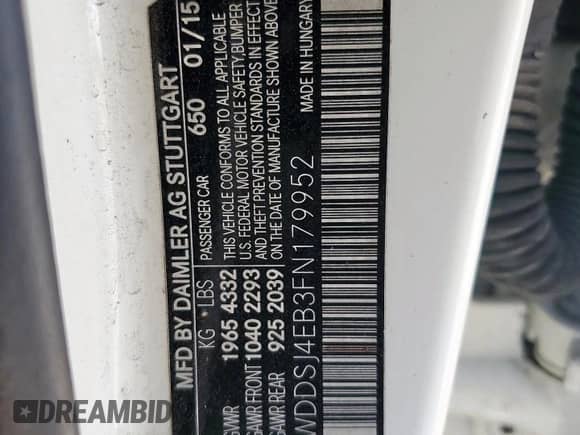 MFD BY DAIMLER AG STUTTGART
650 01/15
KG LBS PASSENGER CAR
GVWR 1965 4332 THIS VEHICLE CONFORMS TO ALL APPLICABLE
U.S. FEDERAL MOTOR VEHICLE SAFETY, BUMPER
GAWR FRONT 1040 2293 AND THEFT PREVENTION STANDARDS IN EFFECT
GAWR REAR 925 2039 ON THE DATE OF MANUFACTURE SHOWN ABOVE
WDDSJ4EB3FN179952 MADE IN HUNGARY
DREAMBID